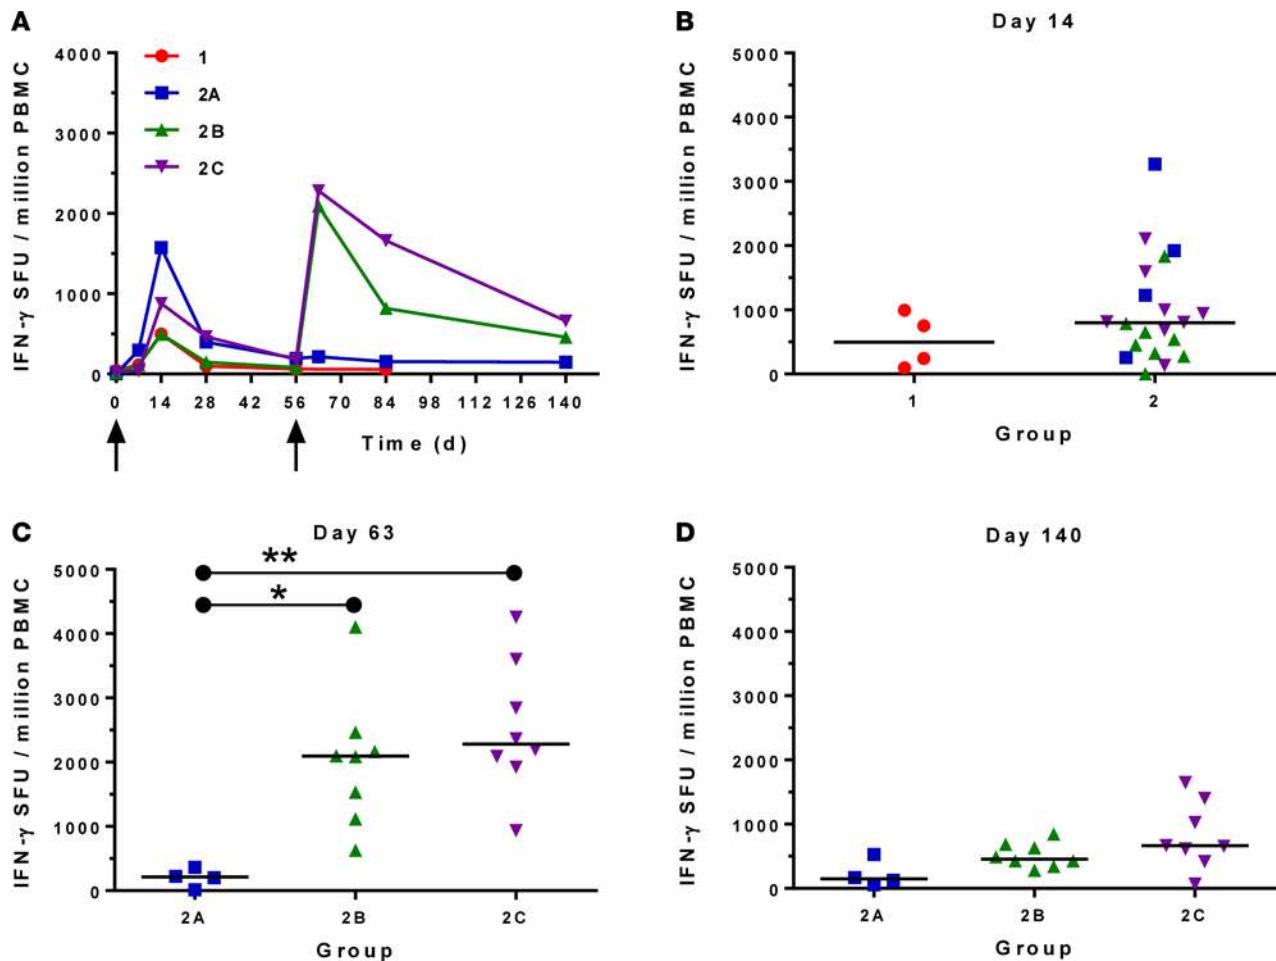 A
IFN-γ SFU / million PBMC
4000
3000
2000
1000
0
1
2A
2B
2C
0 14 28 42 56 70 84 98 112 126 140
Time (d)
B
Day 14
IFN-γ SFU / million PBMC
5000
4000
3000
2000
1000
0
1 2
Group
C
Day 63
IFN-γ SFU / million PBMC
5000
4000
3000
2000
1000
0
**
*
2A 2B 2C
Group
D
Day 140
IFN-γ SFU / million PBMC
5000
4000
3000
2000
1000
0
2A 2B 2C
Group